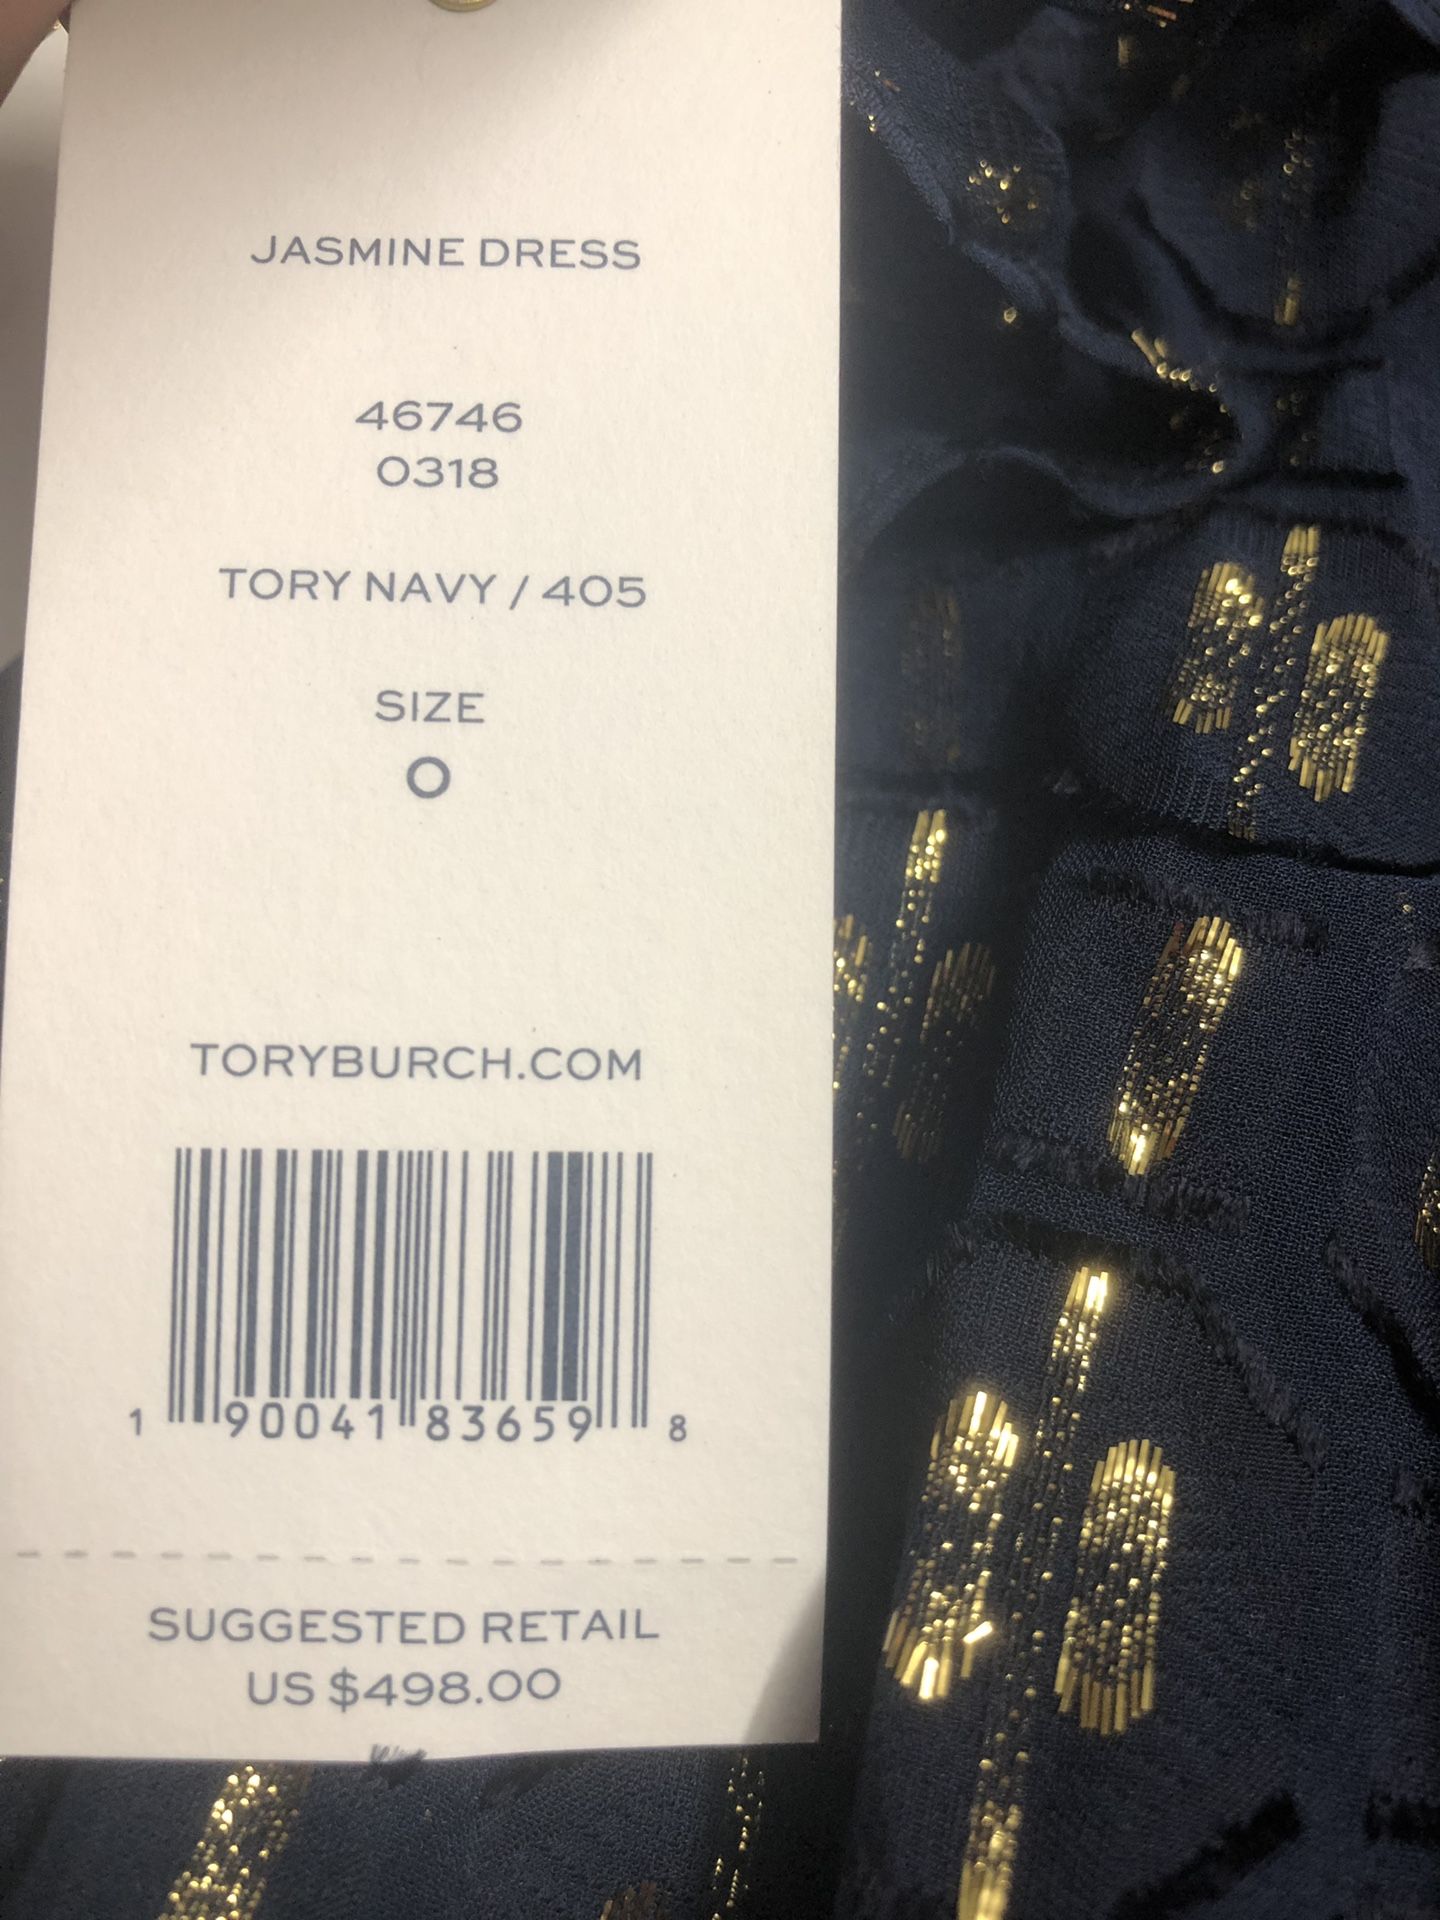 JASMINE DRESS
46746
0318
TORY NAVY / 405
SIZE
0
TORYBURCH.COM
1 90041 83659 8
SUGGESTED RETAIL
US $498.00